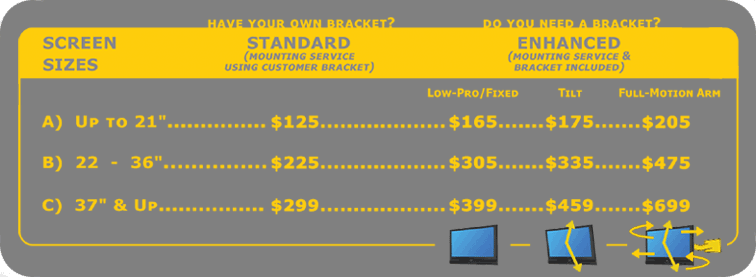 HAVE YOUR OWN BRACKET? DO YOU NEED A BRACKET?
SCREEN SIZES
STANDARD
(MOUNTING SERVICE
USING CUSTOMER BRACKET)
ENHANCED
(MOUNTING SERVICE &
BRACKET INCLUDED)
LOW-PRO/FIXED TILT FULL-MOTION ARM
A) UP TO 21".............. $125..................$165.......$175.......$205
B) 22 - 36"...............$225..................$305.......$335.......$475
C) 37" & UP............... $299..................$399.......$459.......$699